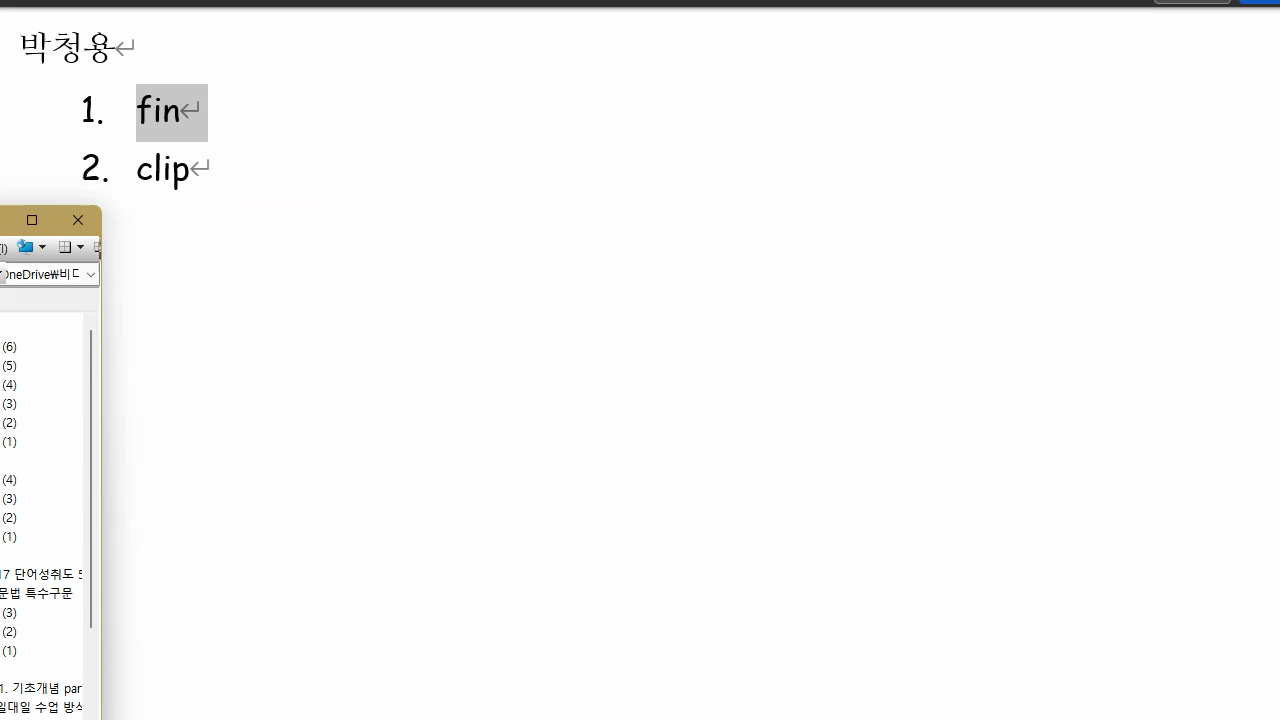 박청용
1. fin
2. clip
OneDrive₩비
(6)
(5)
(4)
(3)
(2)
(1)
(4)
(3)
(2)
(1)
17 단어성취도
문법 특수구문
(3)
(2)
(1)
1. 기초개념 par
일대일 수업 방식